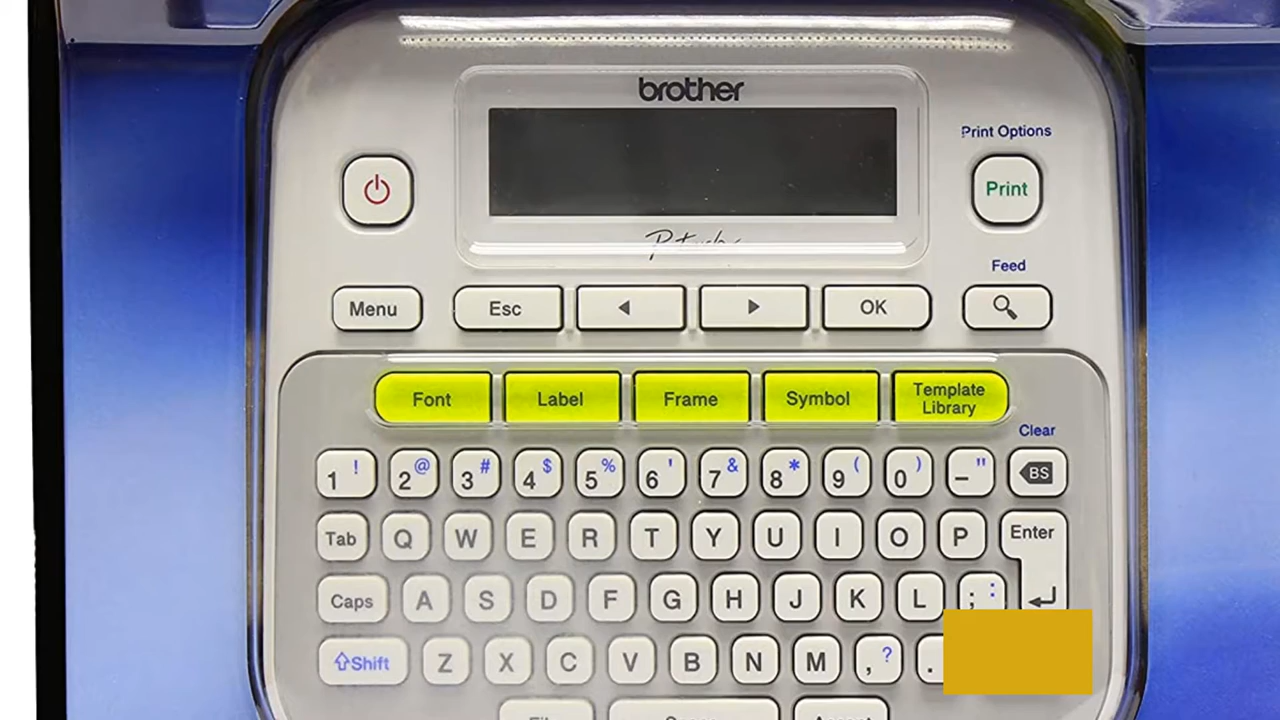 brother
Print Options
Print
Feed
Menu Esc OK
Font Label Frame Symbol Template Library
Clear
1 ! 2 @ 3 # 4 $ 5 % 6 ' 7 & 8 * 9 ( 0 ) – " BS
Tab Q W E R T Y U I O P Enter
Caps A S D F G H J K L ; :
Shift Z X C V B N M , ? .